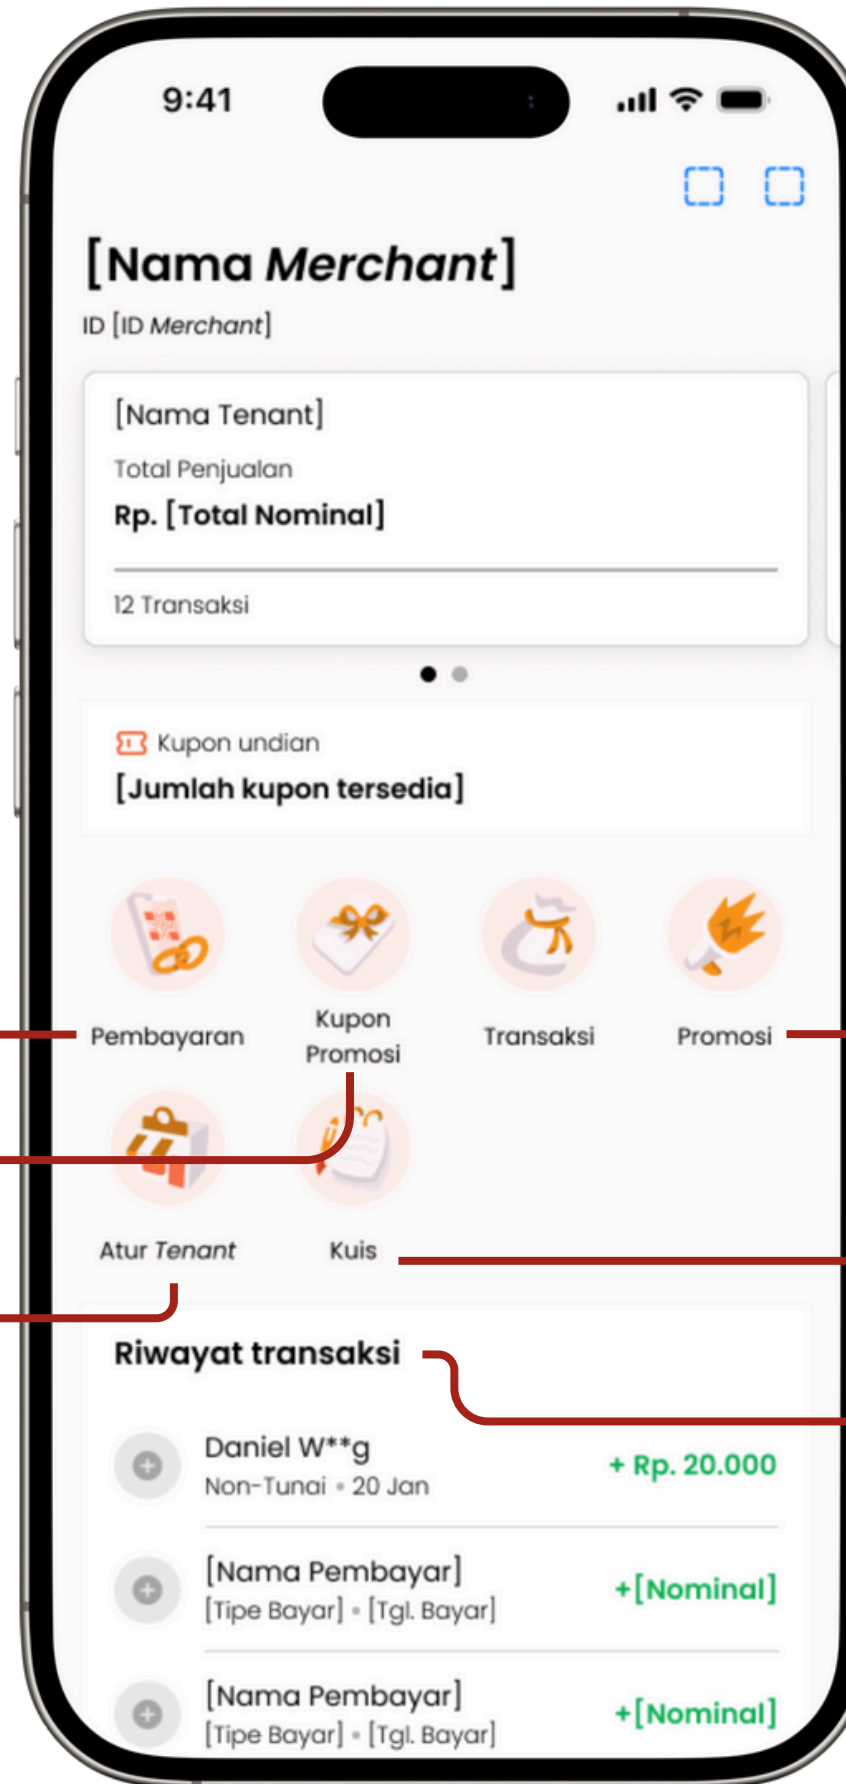 9:41
[Nama Merchant]
ID [ID Merchant]
[Nama Tenant]
Total Penjualan
Rp. [Total Nominal]
12 Transaksi
Kupon undian
[Jumlah kupon tersedia]
Pembayaran
Kupon
Promosi
Transaksi
Promosi
Atur Tenant
Kuis
Riwayat transaksi
Daniel W**g
+ Rp. 20.000
Non-Tunai • 20 Jan
[Nama Pembayar]
+[Nominal]
[Tipe Bayar] • [Tgl. Bayar]
[Nama Pembayar]
+[Nominal]
[Tipe Bayar] • [Tgl. Bayar]